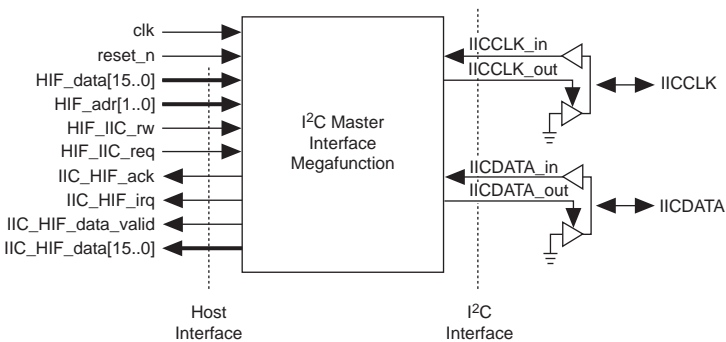 clk
reset_n
HIF_data[15..0]
HIF_adr[1..0]
HIF_IIC_rw
HIF_IIC_req
IIC_HIF_ack
IIC_HIF_irq
IIC_HIF_data_valid
IIC_HIF_data[15..0]
I²C Master
Interface
Megafunction
IICCLK_in
IICCLK_out
IICCLK
IICDATA_in
IICDATA_out
IICDATA
Host
Interface
I²C
Interface